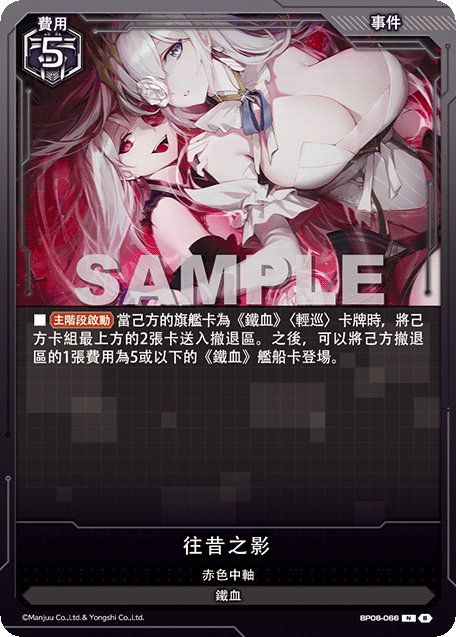 費用
5
事件
SAMPLE
■ 主階段啟動 當己方的旗艦卡為《鐵血》〈輕巡〉卡牌時，將己
方卡組最上方的2張卡送入撤退區。之後，可以將己方撤退
區的1張費用為5或以下的《鐵血》艦船卡登場。
往昔之影
赤色中軸
鐵血
©Manjuu Co.,Ltd.& Yongshi Co.,Ltd.
BP06-066 N B